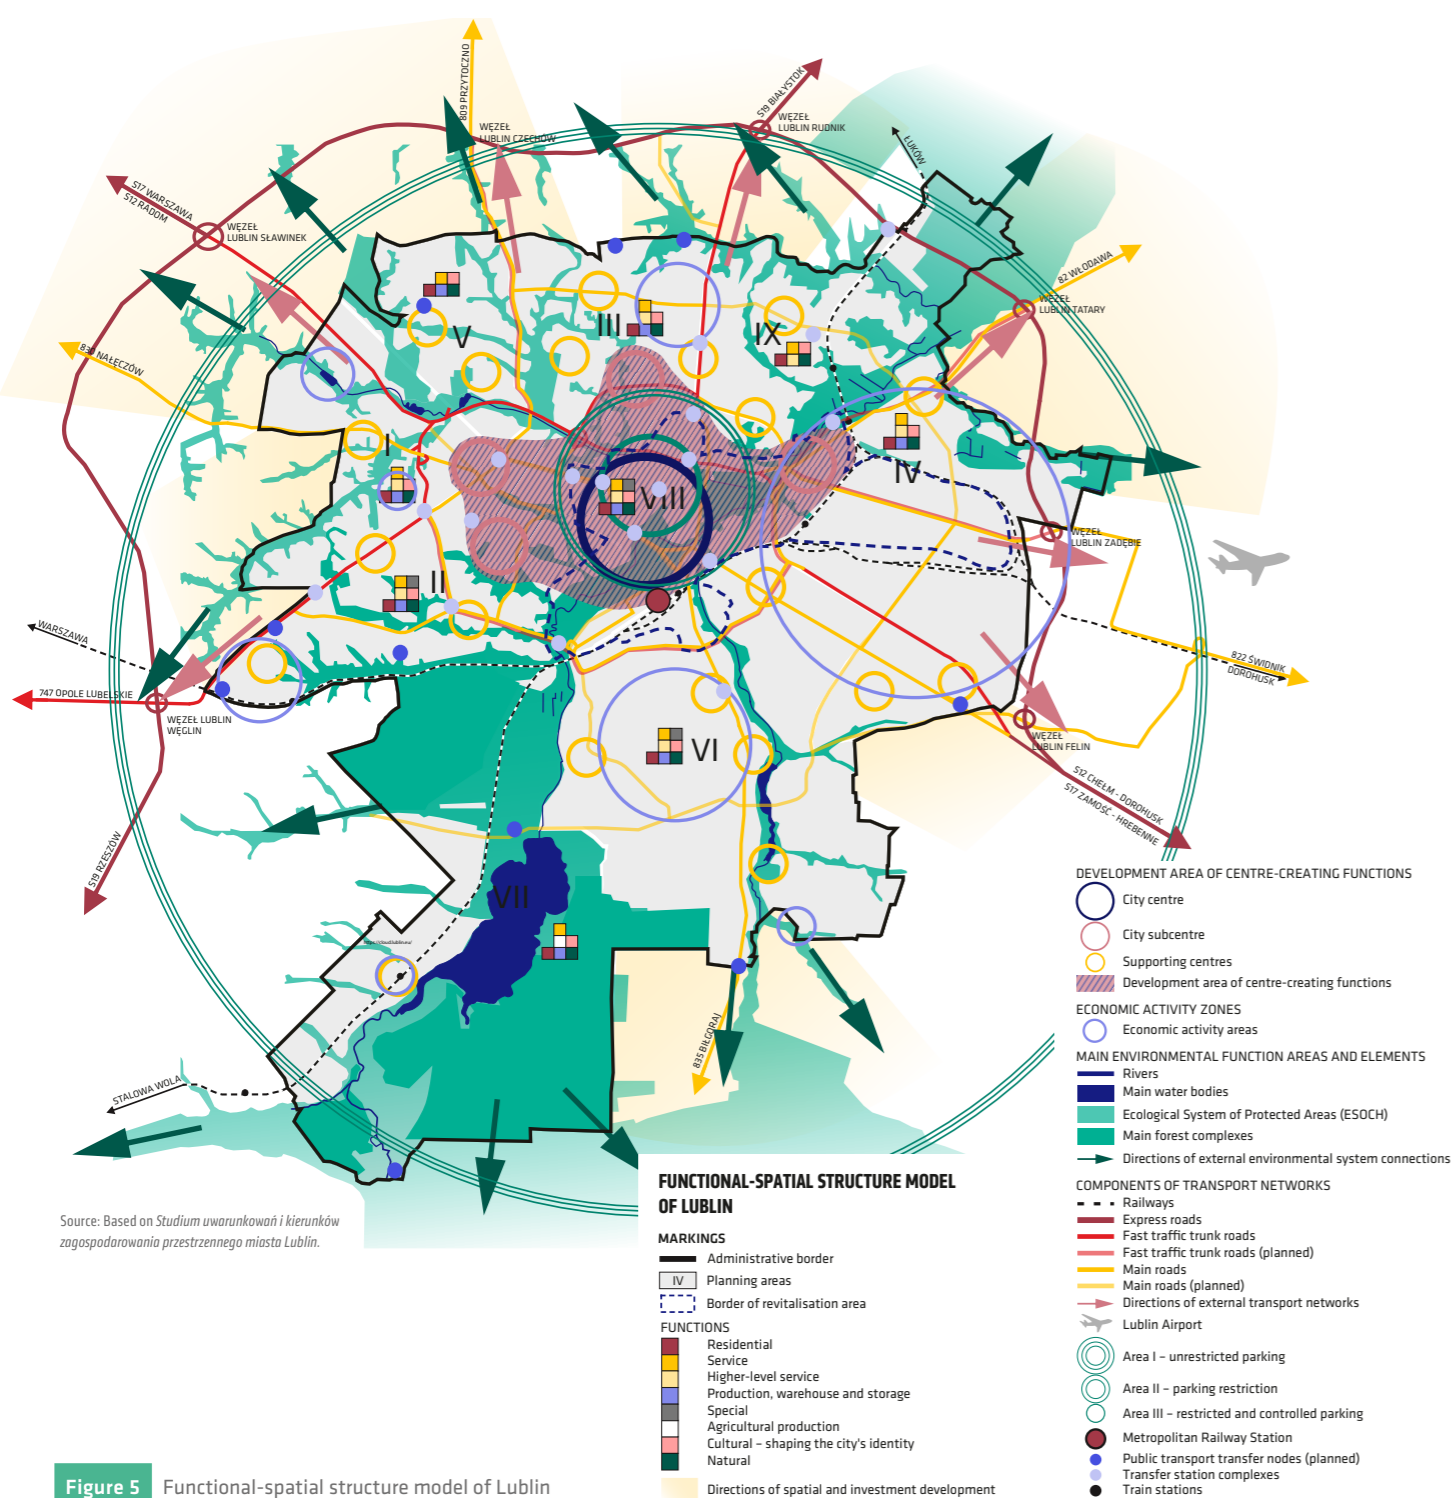 809 PRZYTOCZNO
S19 BIAŁYSTOK
WĘZEŁ
LUBLIN CZECHÓW
WĘZEŁ
LUBLIN RUDNIK
ŁUKÓW
S17 WARSZAWA
S12 RADOM
WĘZEŁ
LUBLIN SŁAWINEK
82 WŁODAWA
WĘZEŁ
LUBLIN TATARY
830 NAŁĘCZÓW
V
III
IX
I
IV
VIII
WĘZEŁ
LUBLIN ZADĘBIE
II
WARSZAWA
747 OPOLE LUBELSKIE
WĘZEŁ LUBLIN
WĘGLIN
822 ŚWIDNIK
DOROHUSK
VI
WĘZEŁ
LUBLIN FELIN
S12 CHEŁM - DOROHUSK
S17 ZAMOŚĆ - HREBENNE
S19 RZESZÓW
VII
https://cloud.lublin.eu/
835 BIŁGORAJ
STALOWA WOLA
DEVELOPMENT AREA OF CENTRE-CREATING FUNCTIONS
City centre
City subcentre
Supporting centres
Development area of centre-creating functions
ECONOMIC ACTIVITY ZONES
Economic activity areas
MAIN ENVIRONMENTAL FUNCTION AREAS AND ELEMENTS
Rivers
Main water bodies
Ecological System of Protected Areas (ESOCH)
Main forest complexes
Directions of external environmental system connections
COMPONENTS OF TRANSPORT NETWORKS
Railways
Express roads
Fast traffic trunk roads
Fast traffic trunk roads (planned)
Main roads
Main roads (planned)
Directions of external transport networks
Lublin Airport
Area I – unrestricted parking
Area II – parking restriction
Area III – restricted and controlled parking
Metropolitan Railway Station
Public transport transfer nodes (planned)
Transfer station complexes
Train stations
FUNCTIONAL-SPATIAL STRUCTURE MODEL
OF LUBLIN
MARKINGS
Administrative border
IV Planning areas
Border of revitalisation area
FUNCTIONS
Residential
Service
Higher-level service
Production, warehouse and storage
Special
Agricultural production
Cultural – shaping the city's identity
Natural
Directions of spatial and investment development
Source: Based on Studium uwarunkowań i kierunków
zagospodarowania przestrzennego miasta Lublin.
Figure 5 Functional-spatial structure model of Lublin